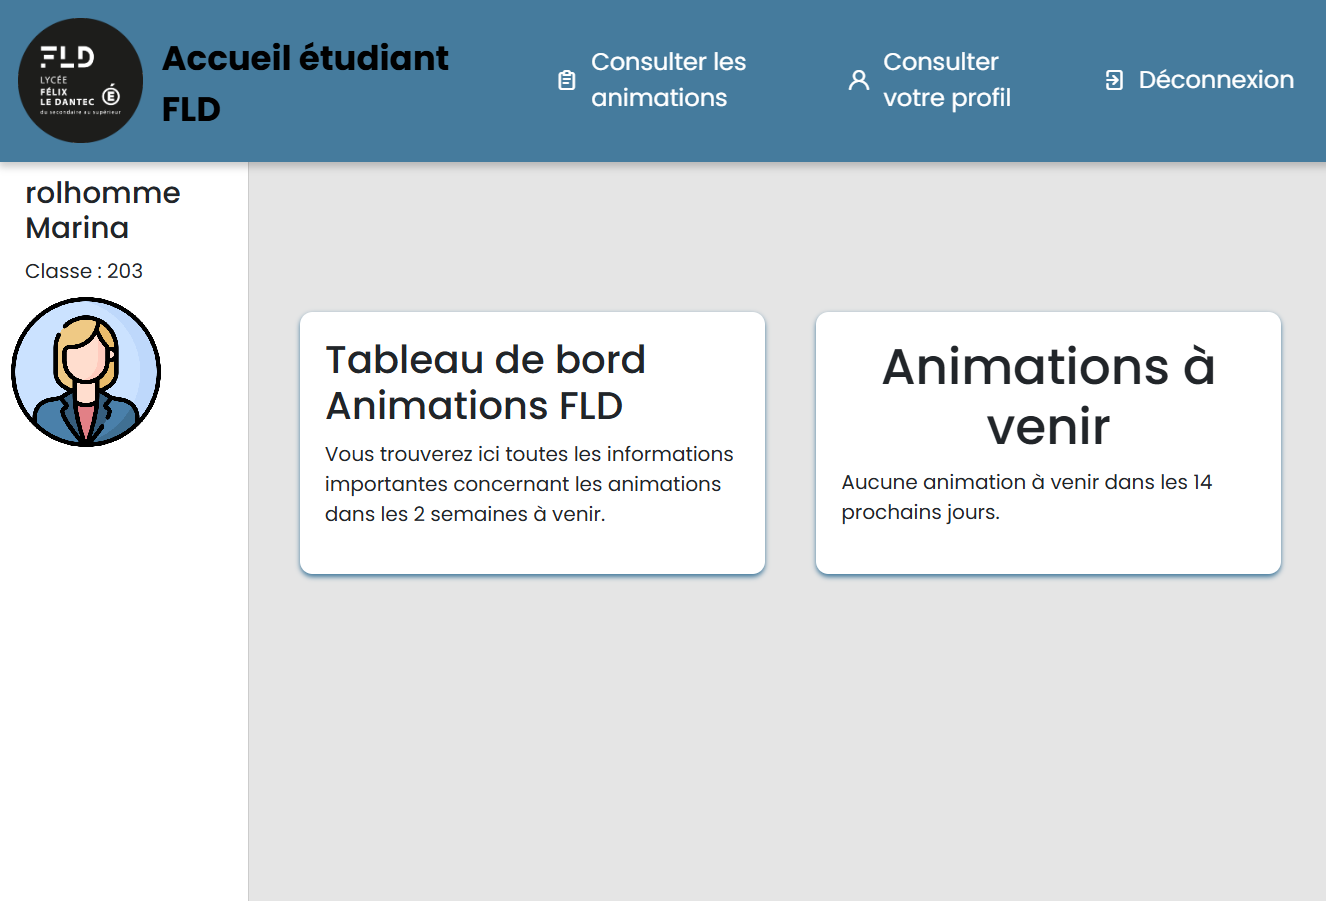 FLD
LYCÉE
FÉLIX
LE DANTEC
du secondaire au supérieur
Accueil étudiant
FLD
Consulter les
animations
Consulter
votre profil
Déconnexion
rolhomme
Marina
Classe : 203
Tableau de bord
Animations FLD
Vous trouverez ici toutes les informations
importantes concernant les animations
dans les 2 semaines à venir.
Animations à
venir
Aucune animation à venir dans les 14
prochains jours.